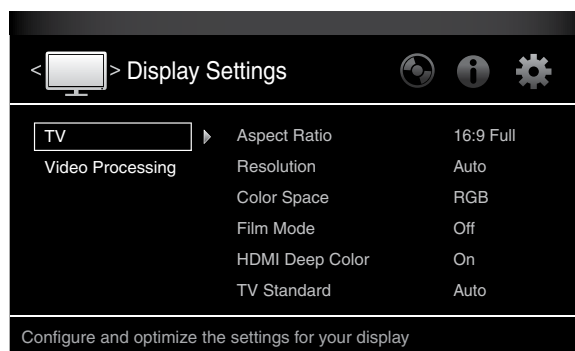 < > Display Settings
TV
Video Processing
Aspect Ratio 16:9 Full
Resolution Auto
Color Space RGB
Film Mode Off
HDMI Deep Color On
TV Standard Auto
Configure and optimize the settings for your display